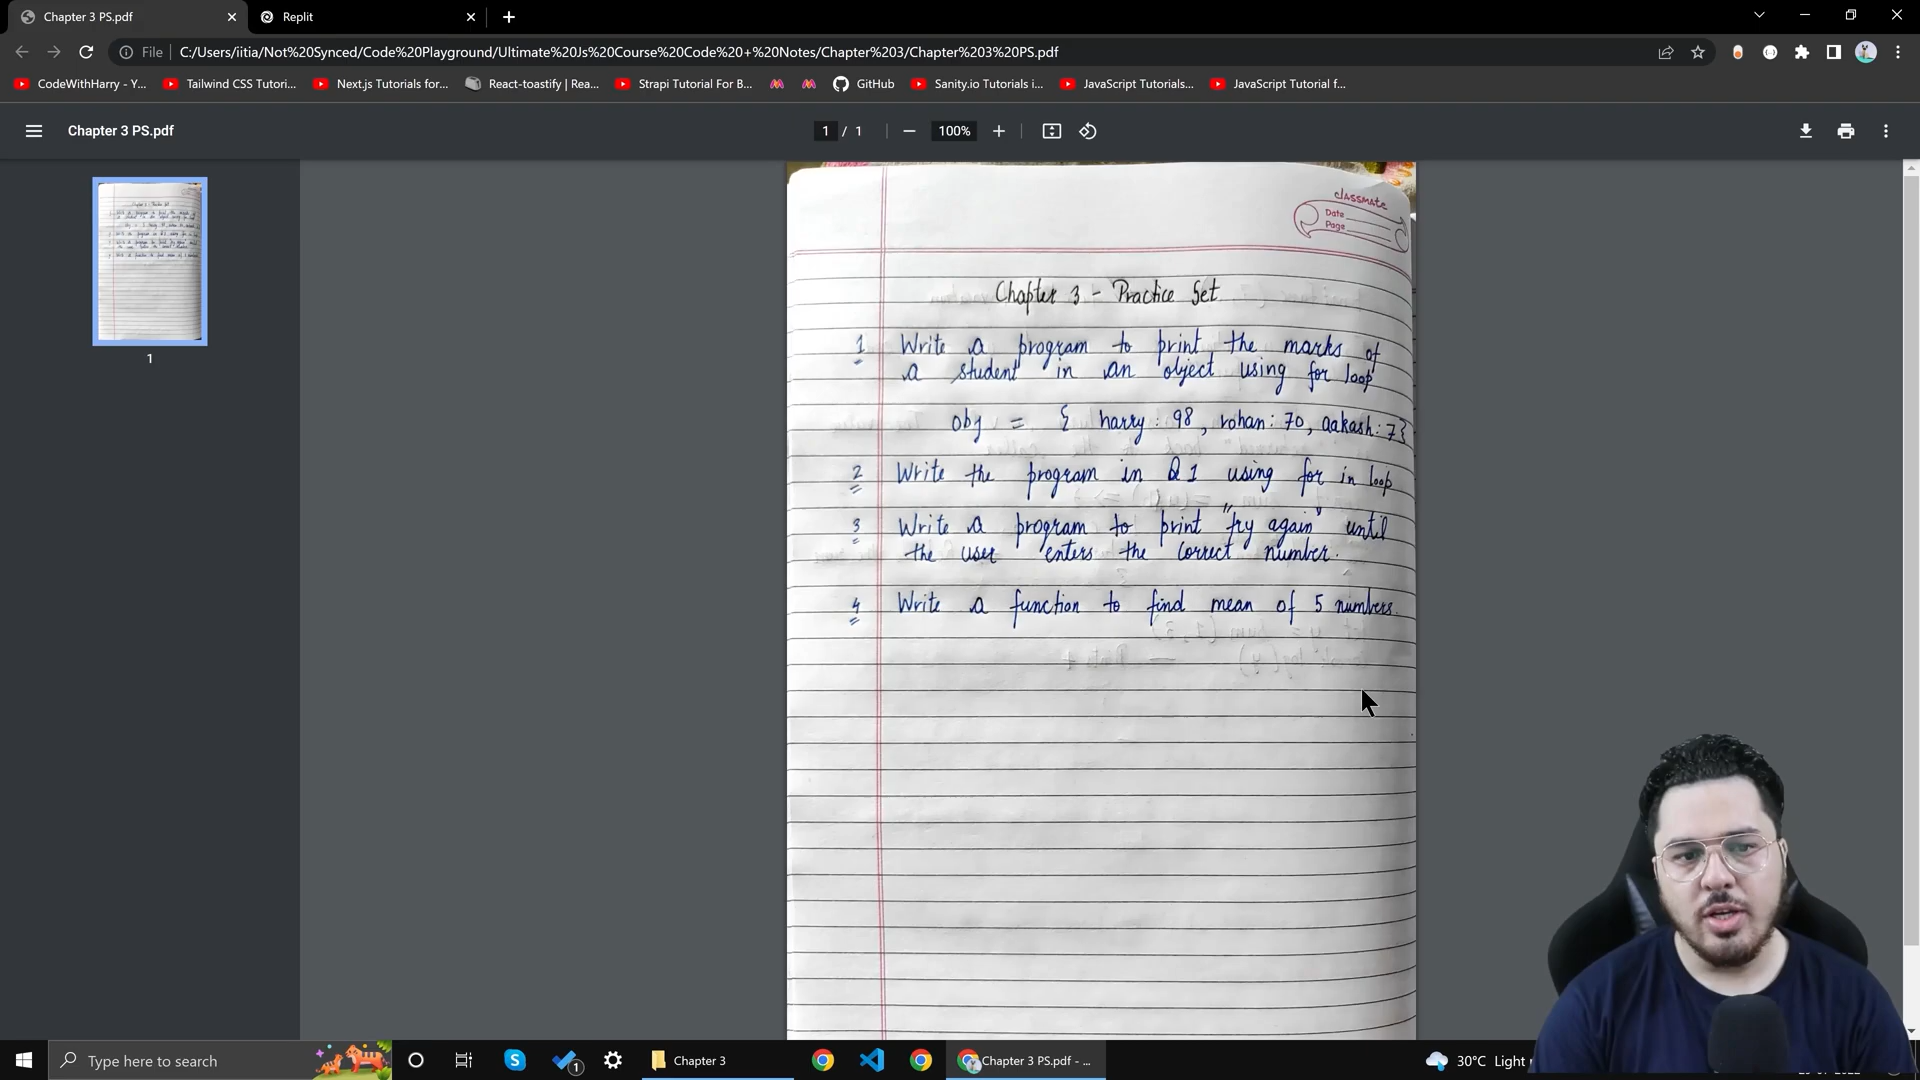 Chapter 3 PS.pdf
Replit
File C:/Users/iitia/Not%20Synced/Code%20Playground/Ultimate%20Js%20Course%20Code%20+%20Notes/Chapter%203/Chapter%203%20PS.pdf
CodeWithHarry - Y... Tailwind CSS Tutori... Next.js Tutorials for... React-toastify | Rea... Strapi Tutorial For B... GitHub Sanity.io Tutorials i... JavaScript Tutorials... JavaScript Tutorial f...
Chapter 3 PS.pdf 1 / 1 100%
1
classmate
Date
Page
Chapter 3 - Practice Set
1 Write a program to print the marks of
a student in an object using for loop
obj = { harry : 98, rohan : 70, aakash : 7}
2 Write the program in Q1 using for in loop
3 Write a program to print "try again" until
the user enters the correct number.
4 Write a function to find mean of 5 numbers.
Type here to search
1
Chapter 3
Chapter 3 PS.pdf - ...
30°C Light